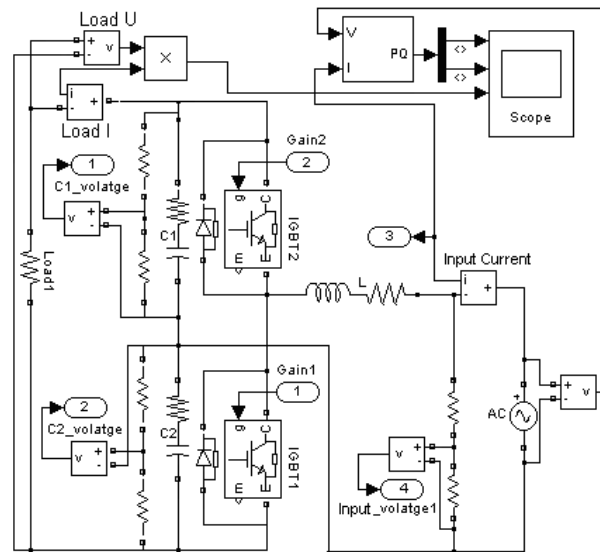 Load U
+
-
v
×
V
I
PQ
<>
<>
Scope
i
-
+
Load I
1
C1_volatge
v
+
-
C1
Gain2
2
g
C
E
IGBT2
Load1
3
Input Current
i
-
+
L
2
C2_volatge
v
+
-
C2
Gain1
1
g
C
E
IGBT1
AC
+
+
-
v
v
+
-
4
Input_volatge1